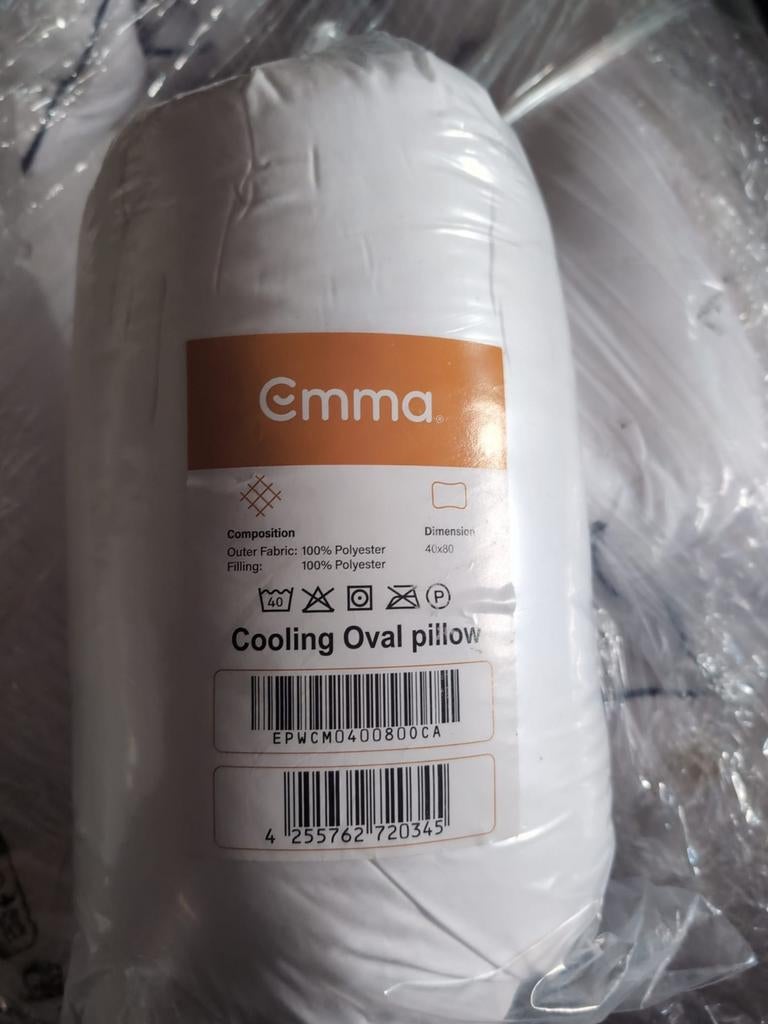 emma®
Composition
Dimension
Outer Fabric: 100% Polyester
40x80
Filling: 100% Polyester
40
P
Cooling Oval pillow
EPWCM0400800CA
4 255762 720345